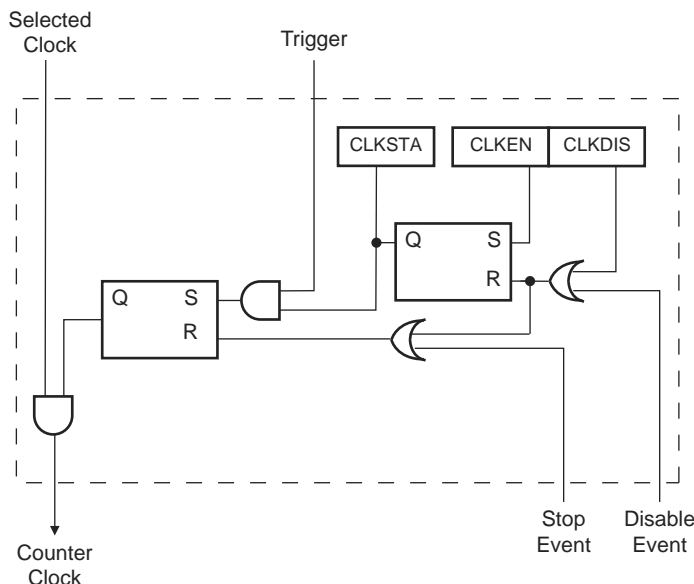 Selected
Clock
Trigger
CLKSTA
CLKEN
CLKDIS
Q
S
R
Q
S
R
Stop
Event
Disable
Event
Counter
Clock